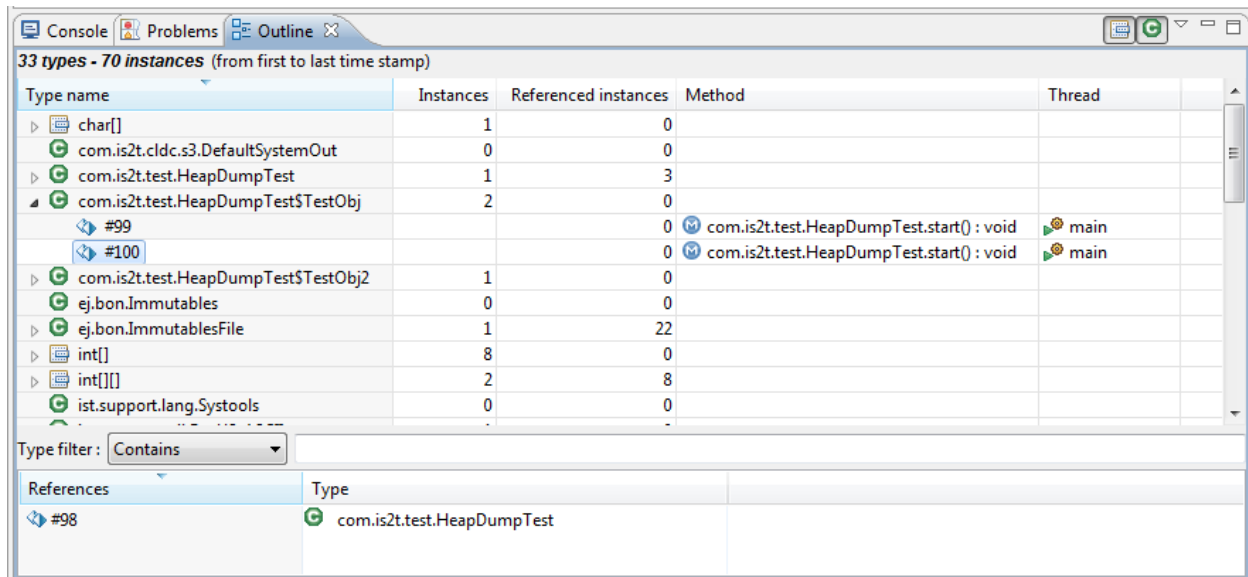 Console Problems Outline
33 types - 70 instances (from first to last time stamp)
Type name Instances Referenced instances Method Thread
char[] 1 0
com.is2t.cldc.s3.DefaultSystemOut 0 0
com.is2t.test.HeapDumpTest 1 3
com.is2t.test.HeapDumpTest$TestObj 2 0
#99 0 com.is2t.test.HeapDumpTest.start() : void main
#100 0 com.is2t.test.HeapDumpTest.start() : void main
com.is2t.test.HeapDumpTest$TestObj2 1 0
ej.bon.Immutables 0 0
ej.bon.ImmutablesFile 1 22
int[] 8 0
int[][] 2 8
ist.support.lang.Systools 0 0
Type filter : Contains
References Type
#98 com.is2t.test.HeapDumpTest